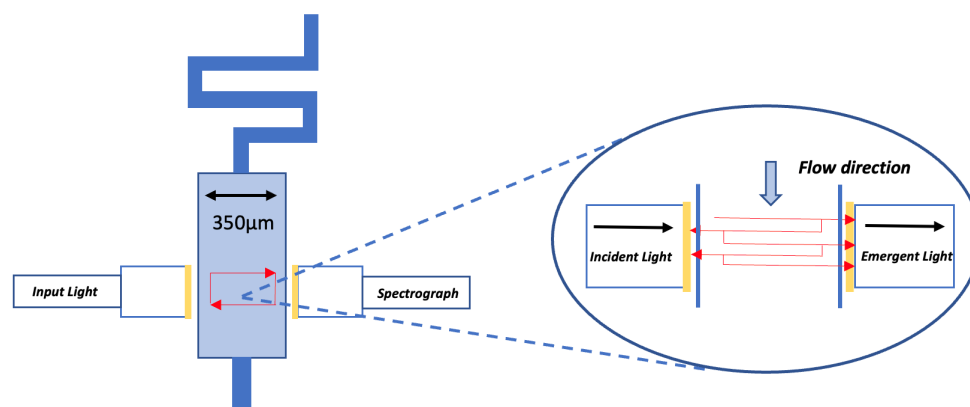 350μm
Input Light
Spectrograph
Flow direction
Incident Light
Emergent Light